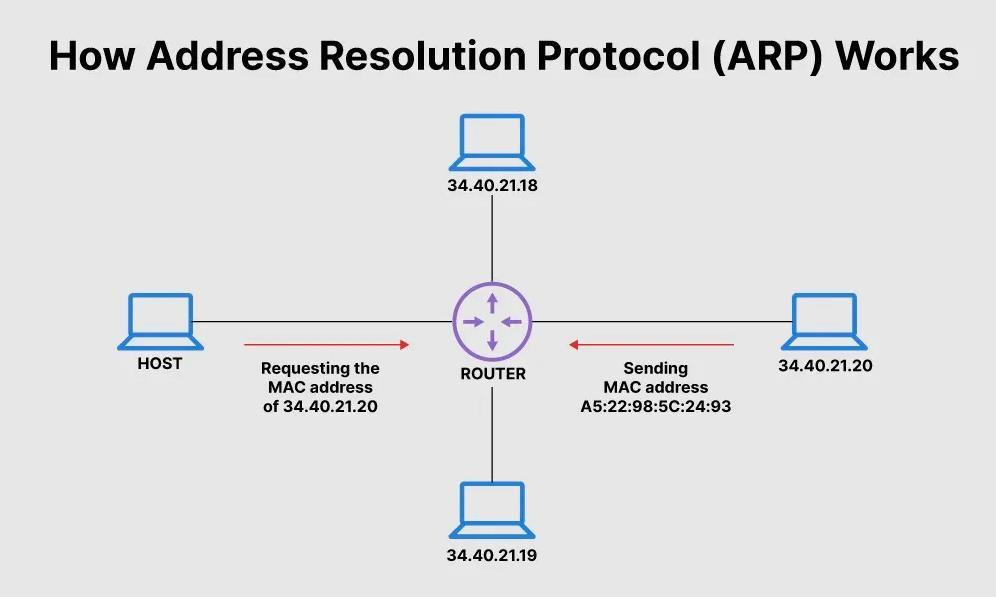 How Address Resolution Protocol (ARP) Works
34.40.21.18
HOST
Requesting the
MAC address
of 34.40.21.20
ROUTER
Sending
MAC address
A5:22:98:5C:24:93
34.40.21.20
34.40.21.19